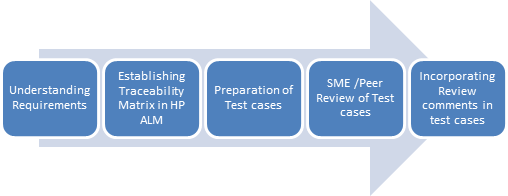 Understanding
Requirements
Establishing
Traceability
Matrix in HP
ALM
Preparation of
Test cases
SME /Peer
Review of Test
cases
Incorporating
Review
comments in
test cases